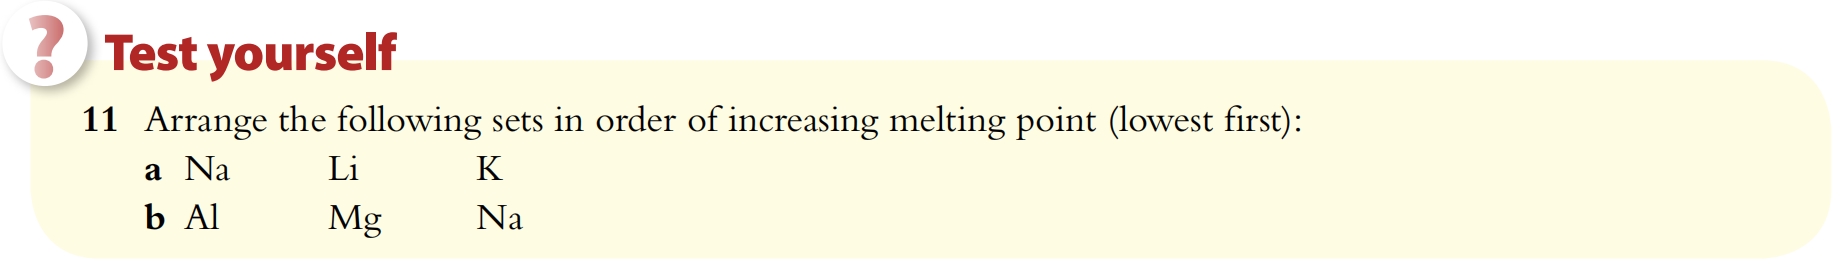 ?
Test yourself
11 Arrange the following sets in order of increasing melting point (lowest first):
a Na Li K
b Al Mg Na